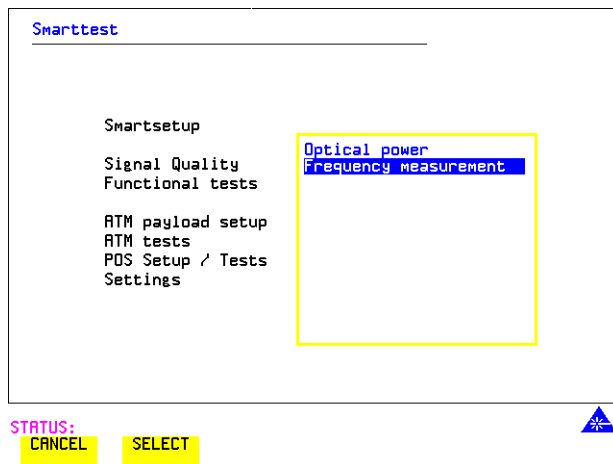 Smarttest
Smartsetup
Signal Quality
Functional tests
ATM payload setup
ATM tests
POS Setup / Tests
Settings
Optical power
Frequency measurement
STATUS:
CANCEL SELECT